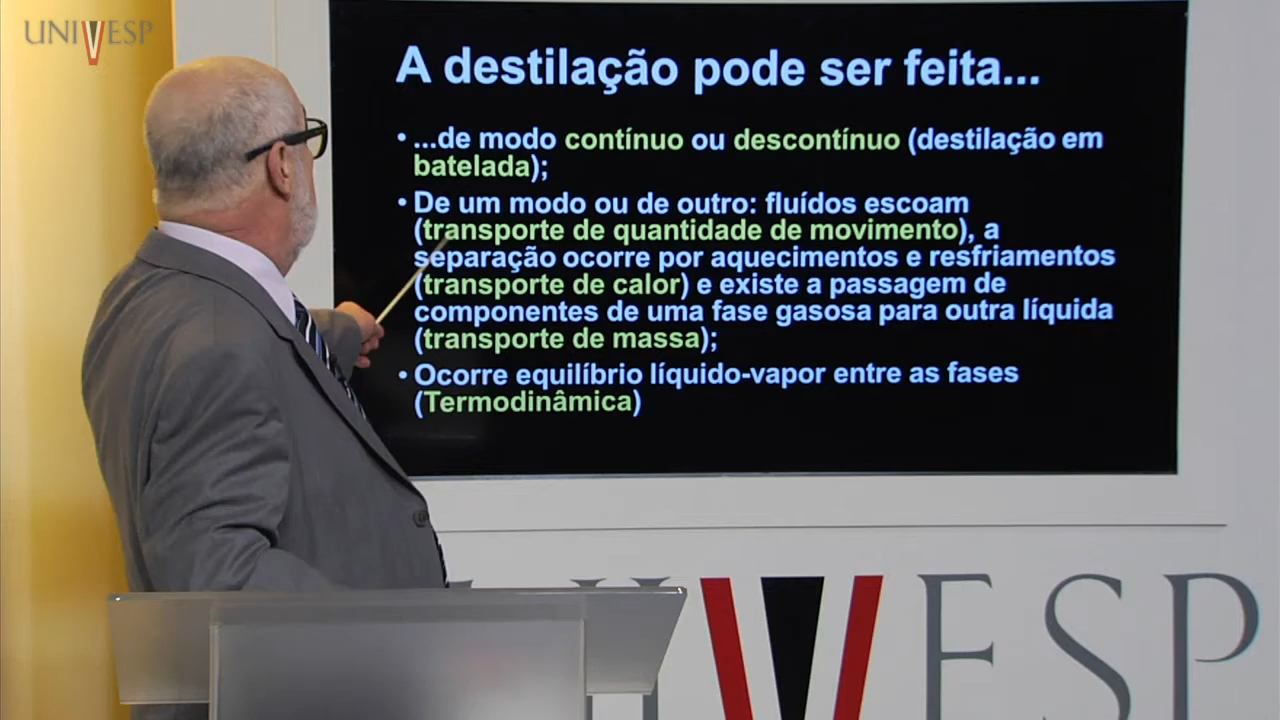 UNIVESP
A destilação pode ser feita...
• ...de modo contínuo ou descontínuo (destilação em
batelada);
• De um modo ou de outro: fluídos escoam
(transporte de quantidade de movimento), a
separação ocorre por aquecimentos e resfriamentos
(transporte de calor) e existe a passagem de
componentes de uma fase gasosa para outra líquida
(transporte de massa);
• Ocorre equilíbrio líquido-vapor entre as fases
(Termodinâmica)
UNIVESP